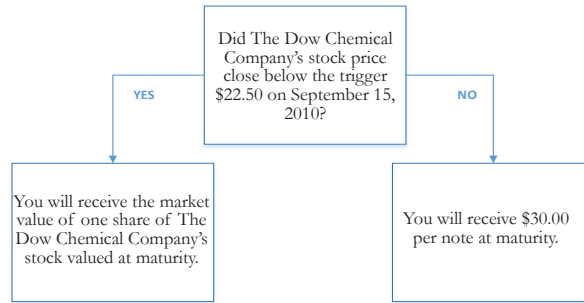 Did The Dow Chemical
Company's stock price
close below the trigger
$22.50 on September 15,
2010?
YES
NO
You will receive the market
value of one share of The
Dow Chemical Company's
stock valued at maturity.
You will receive $30.00
per note at maturity.